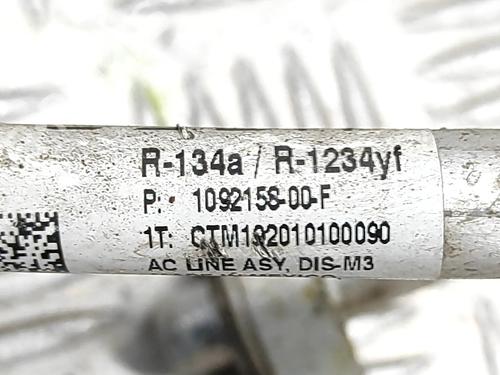 R-134a / R-1234yf
P: 1092158-00-F
1T: CTM192010100090
AC LINE ASY, DIS-M3